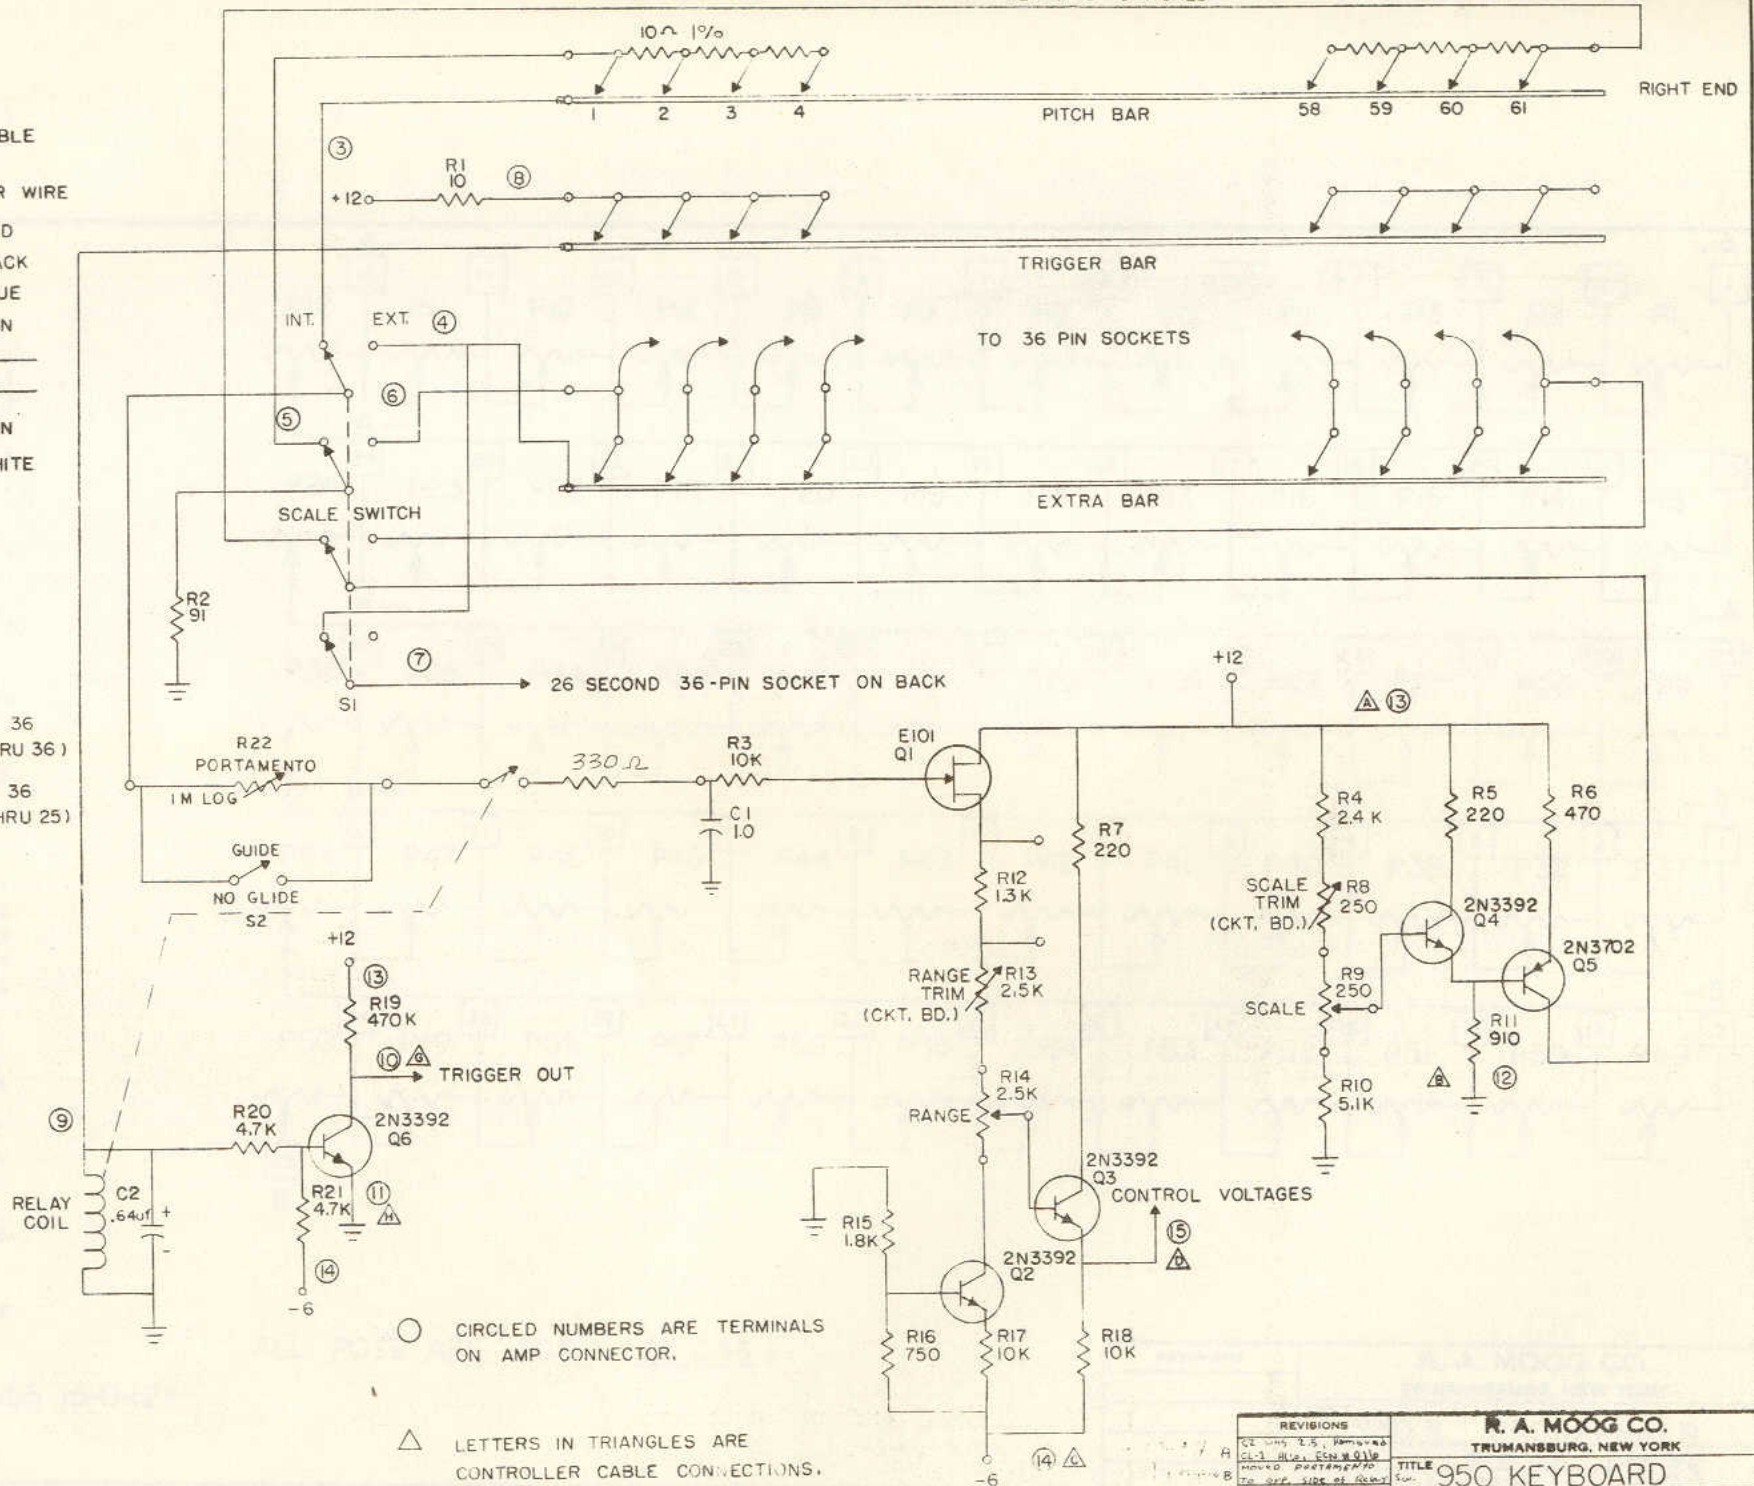 10Ω 1%
RIGHT END
1 2 3 4
PITCH BAR
58 59 60 61
BLE
③
R1
10
⑧
+12
R WIRE
D
ACK
TRIGGER BAR
UE
INT.
EXT.
④
N
TO 36 PIN SOCKETS
⑥
⑤
N
HITE
SCALE SWITCH
EXTRA BAR
R2
91
⑦
26 SECOND 36-PIN SOCKET ON BACK
S1
+12
A ⑬
36
RU 36)
36
HRU 25)
R22
PORTAMENTO
1M LOG
330Ω
R3
10K
E101
Q1
C1
1.0
GUIDE
NO GLIDE
S2
R7
220
R4
2.4 K
R5
220
R6
470
R12
1.3K
SCALE
TRIM
(CKT. BD.)
R8
250
2N3392
Q4
2N3702
Q5
+12
⑬
R19
470K
RANGE
TRIM
(CKT. BD.)
R13
2.5K
R9
250
SCALE
R11
910
⑩ G
TRIGGER OUT
R14
2.5K
RANGE
B ⑫
R10
5.1K
⑨
R20
4.7K
2N3392
Q6
2N3392
Q3
CONTROL VOLTAGES
RELAY
COIL
C2
.64uf
+
-
R21
4.7K
⑪
H
⑭
-6
R15
1.8K
⑮
D
2N3392
Q2
R16
750
R17
10K
R18
10K
CIRCLED NUMBERS ARE TERMINALS
ON AMP CONNECTOR.
LETTERS IN TRIANGLES ARE
CONTROLLER CABLE CONNECTIONS.
-6
⑭ C
REVISIONS
A
B
R. A. MOOG CO.
TRUMANSBURG, NEW YORK
TITLE
950 KEYBOARD